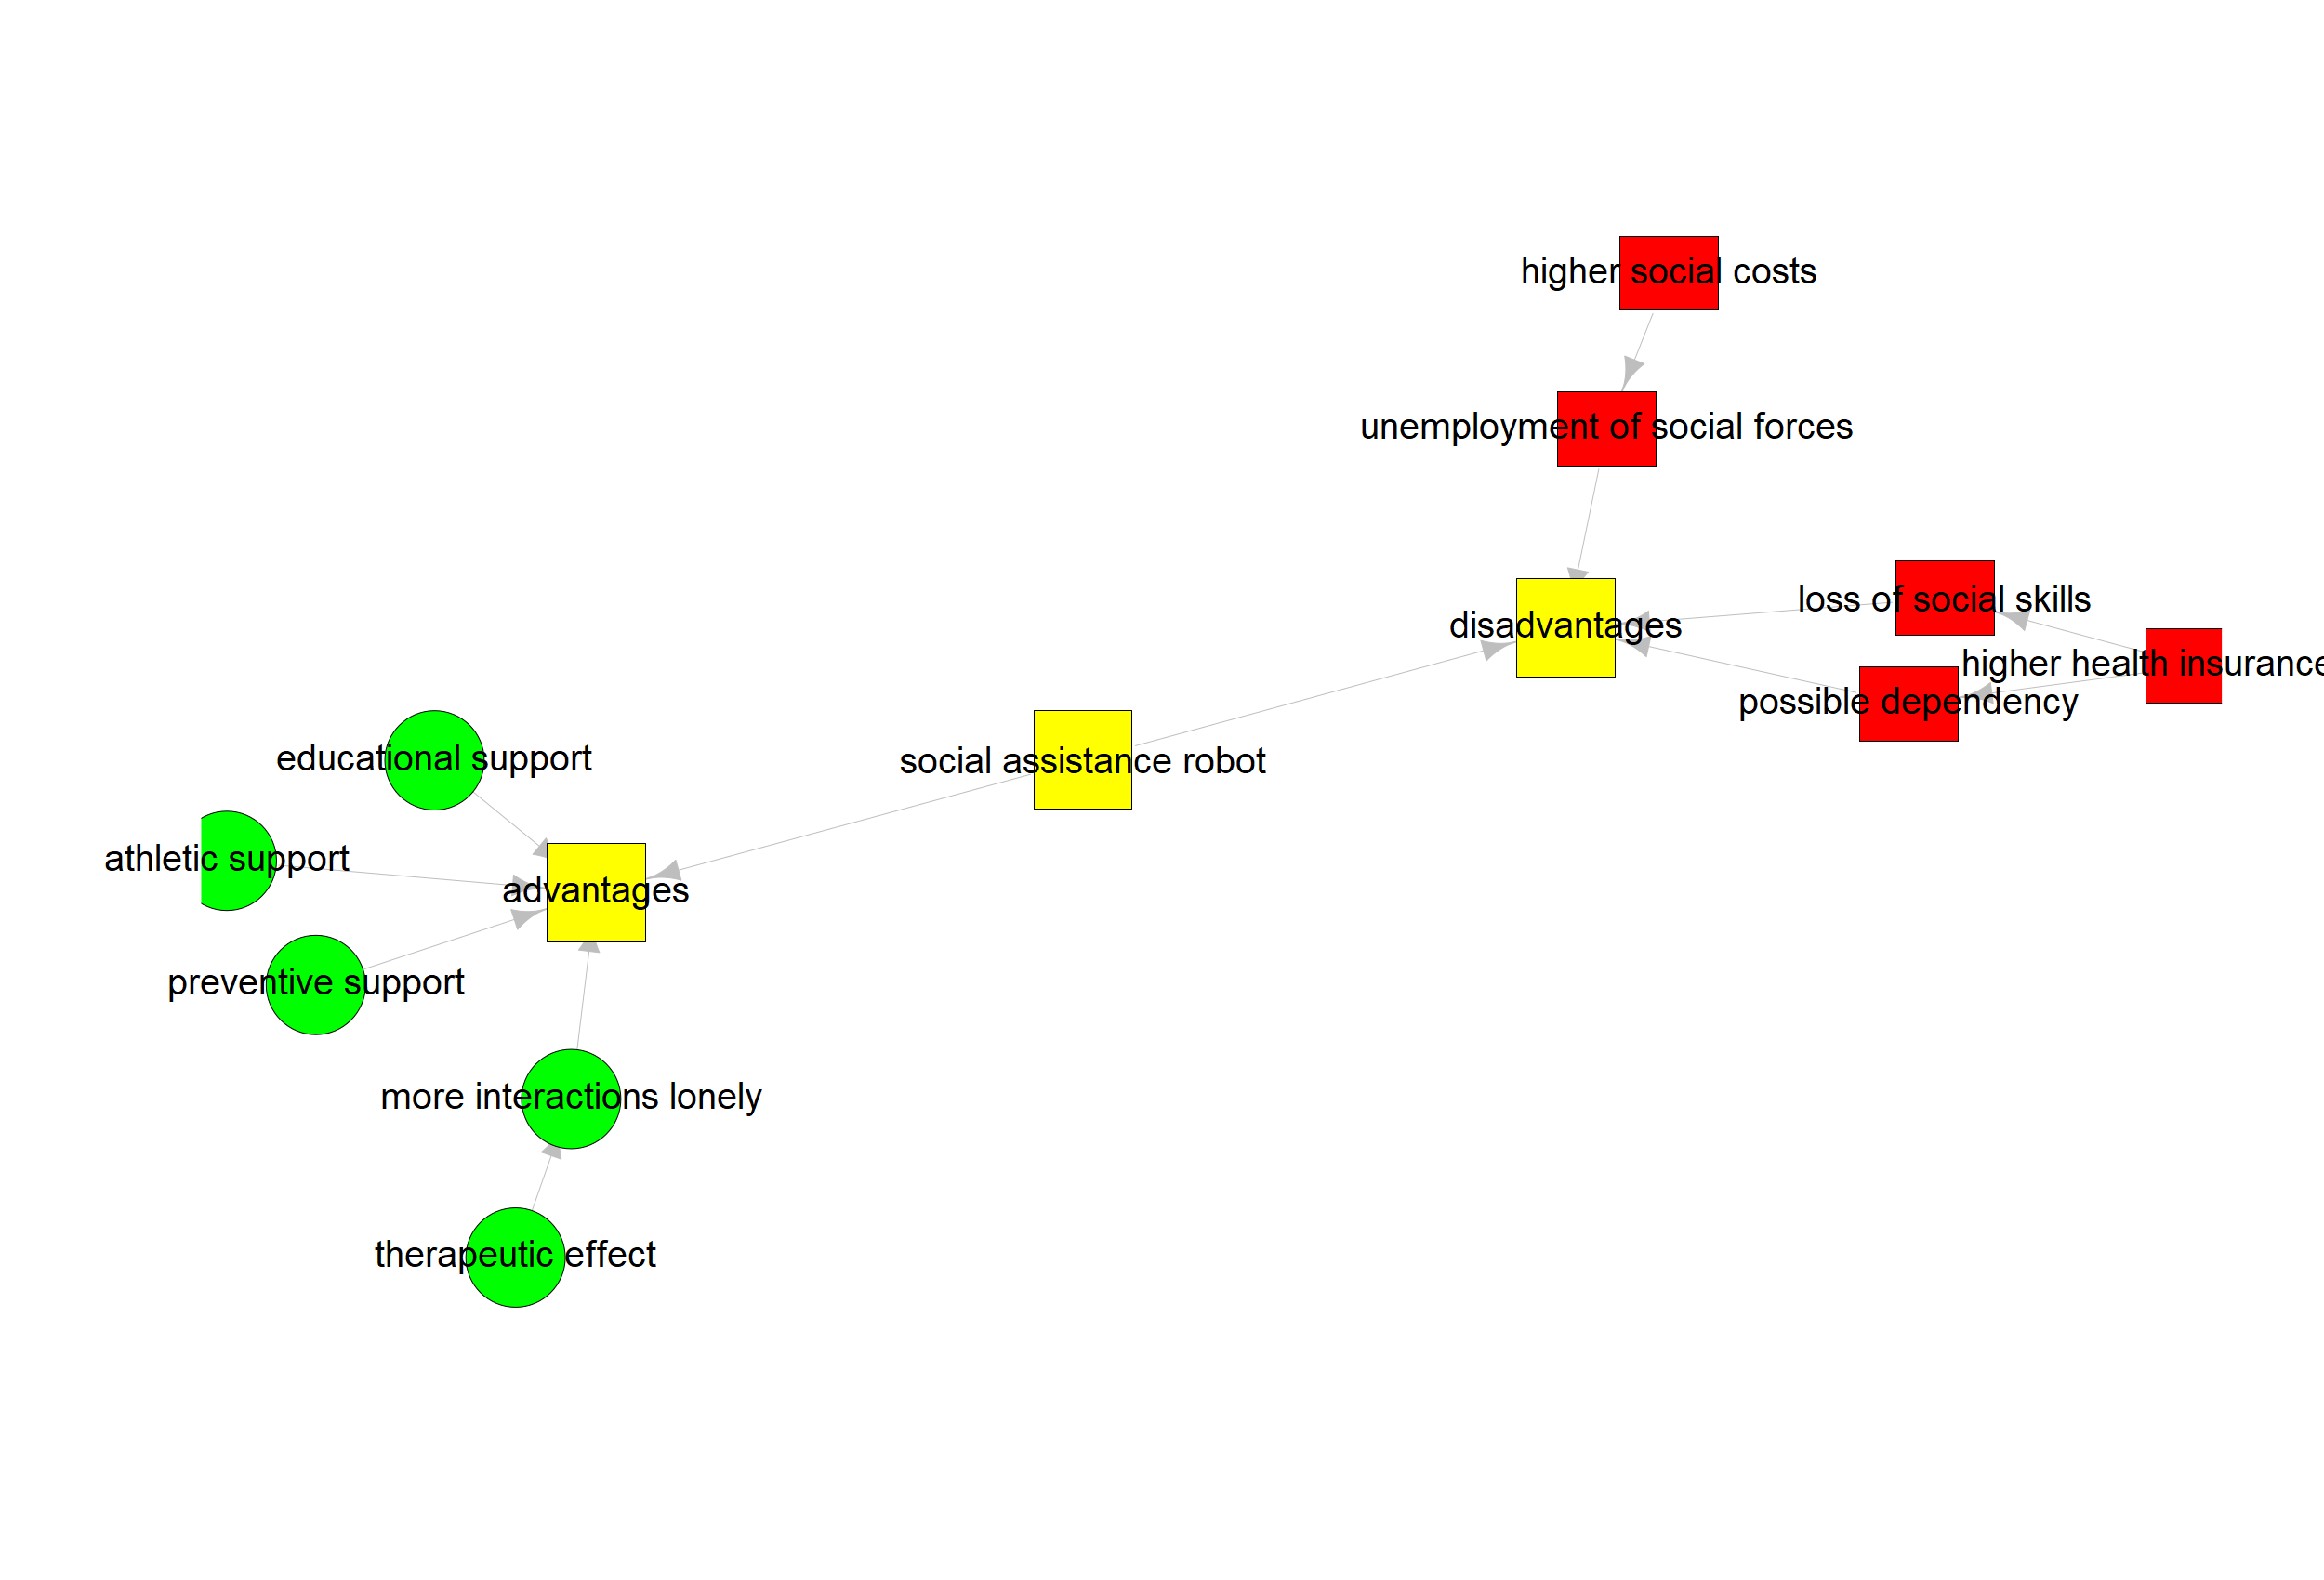 higher social costs
unemployment of social forces
loss of social skills
disadvantages
higher health insurance
possible dependency
educational support
social assistance robot
athletic support
advantages
preventive support
more interactions lonely
therapeutic effect